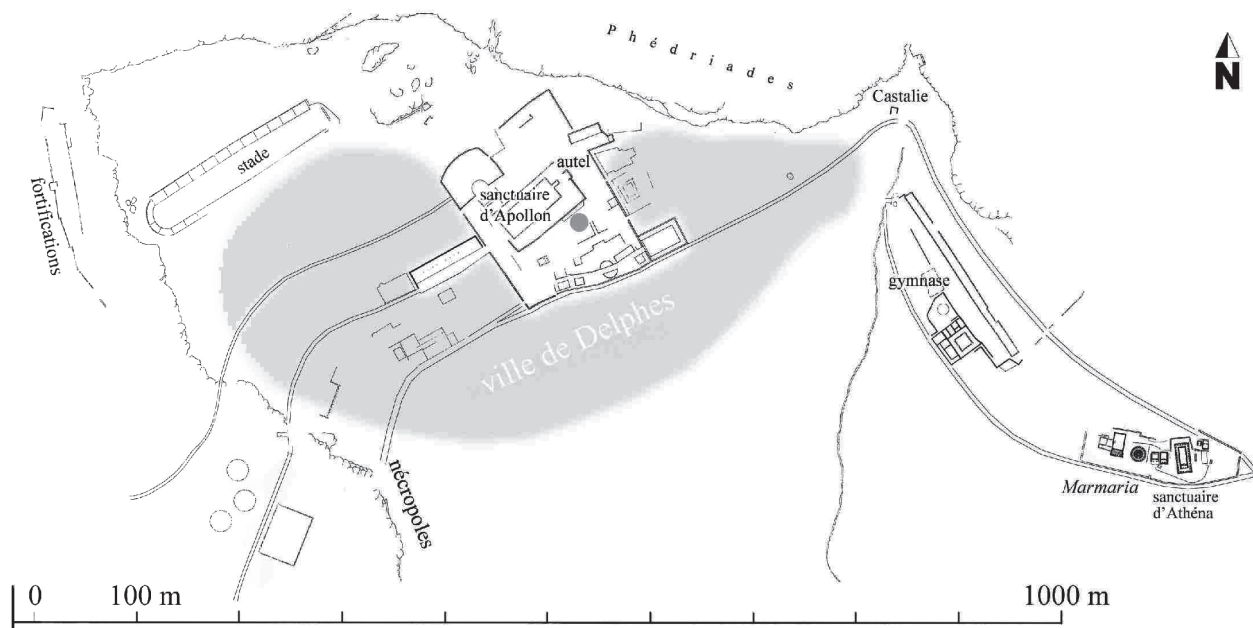 Phédriades
N
Castalie
stade
autel
sanctuaire
d'Apollon
fortifications
gymnase
ville de Delphes
nécropoles
Marmaria
sanctuaire
d'Athéna
0 100 m 1000 m